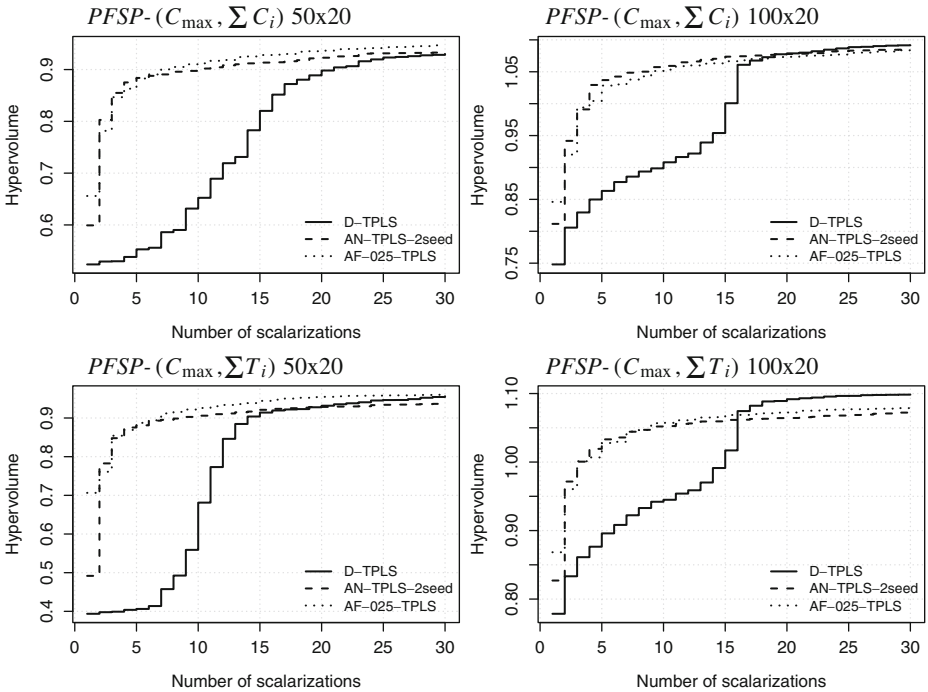 PFSP- (Cmax, ∑ Ci) 50x20
Hypervolume
0.9
0.8
0.7
0.6
D–TPLS
AN–TPLS–2seed
AF–025–TPLS
0 5 10 15 20 25 30
Number of scalarizations
PFSP- (Cmax, ∑ Ci) 100x20
Hypervolume
1.05
0.95
0.85
0.75
D–TPLS
AN–TPLS–2seed
AF–025–TPLS
0 5 10 15 20 25 30
Number of scalarizations
PFSP- (Cmax, ∑ Ti) 50x20
Hypervolume
0.9
0.8
0.7
0.6
0.5
0.4
D–TPLS
AN–TPLS–2seed
AF–025–TPLS
0 5 10 15 20 25 30
Number of scalarizations
PFSP- (Cmax, ∑ Ti) 100x20
Hypervolume
1.10
1.00
0.90
0.80
D–TPLS
AN–TPLS–2seed
AF–025–TPLS
0 5 10 15 20 25 30
Number of scalarizations